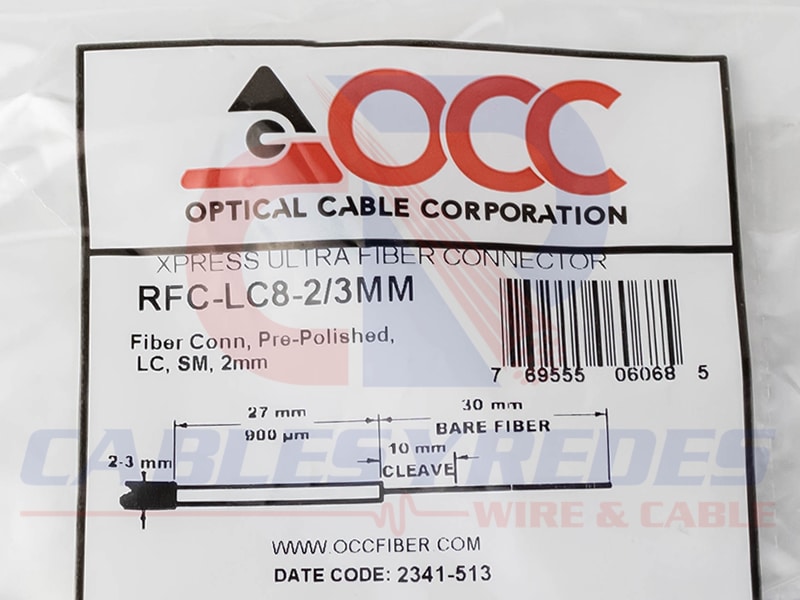 OCC
OPTICAL CABLE CORPORATION
XPRESS ULTRA FIBER CONNECTOR
RFC-LC8-2/3MM
Fiber Conn, Pre-Polished,
LC, SM, 2mm
7 69555 06068 5
27 mm
30 mm
900 µm
BARE FIBER
2-3 mm
10 mm
CLEAVE
CABLESYREDES
WIRE & CABLE
WWW.OCCFIBER.COM
DATE CODE: 2341-513